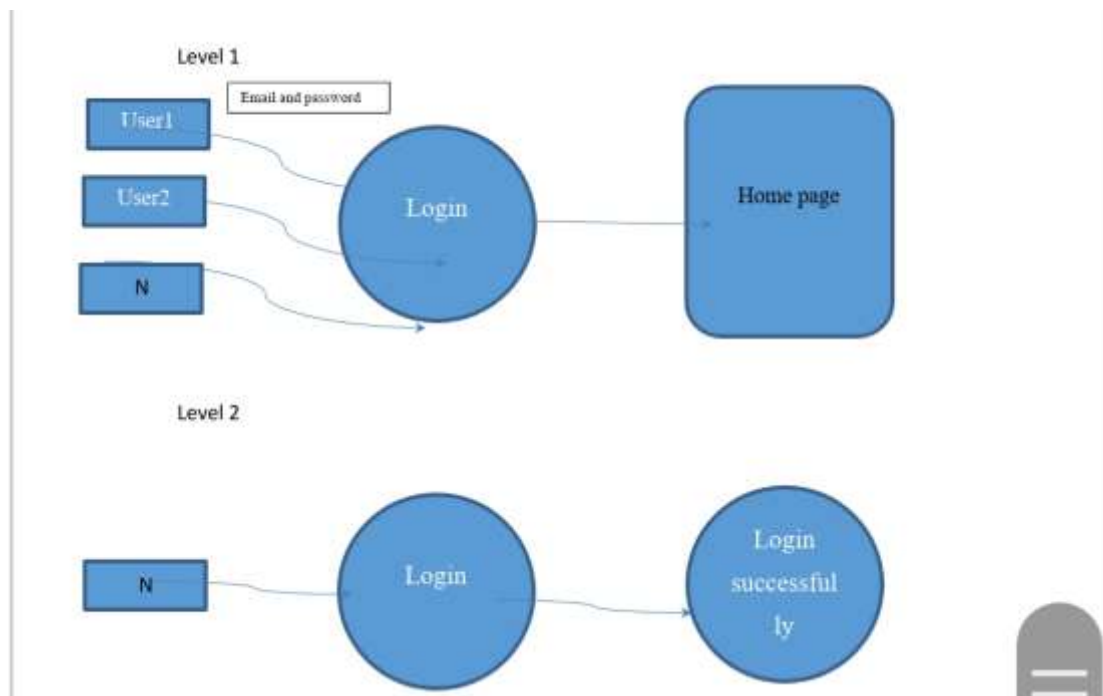 Level 1
Email and password
User1
User2
Login
Home page
N
Level 2
N
Login
Login
successful
ly